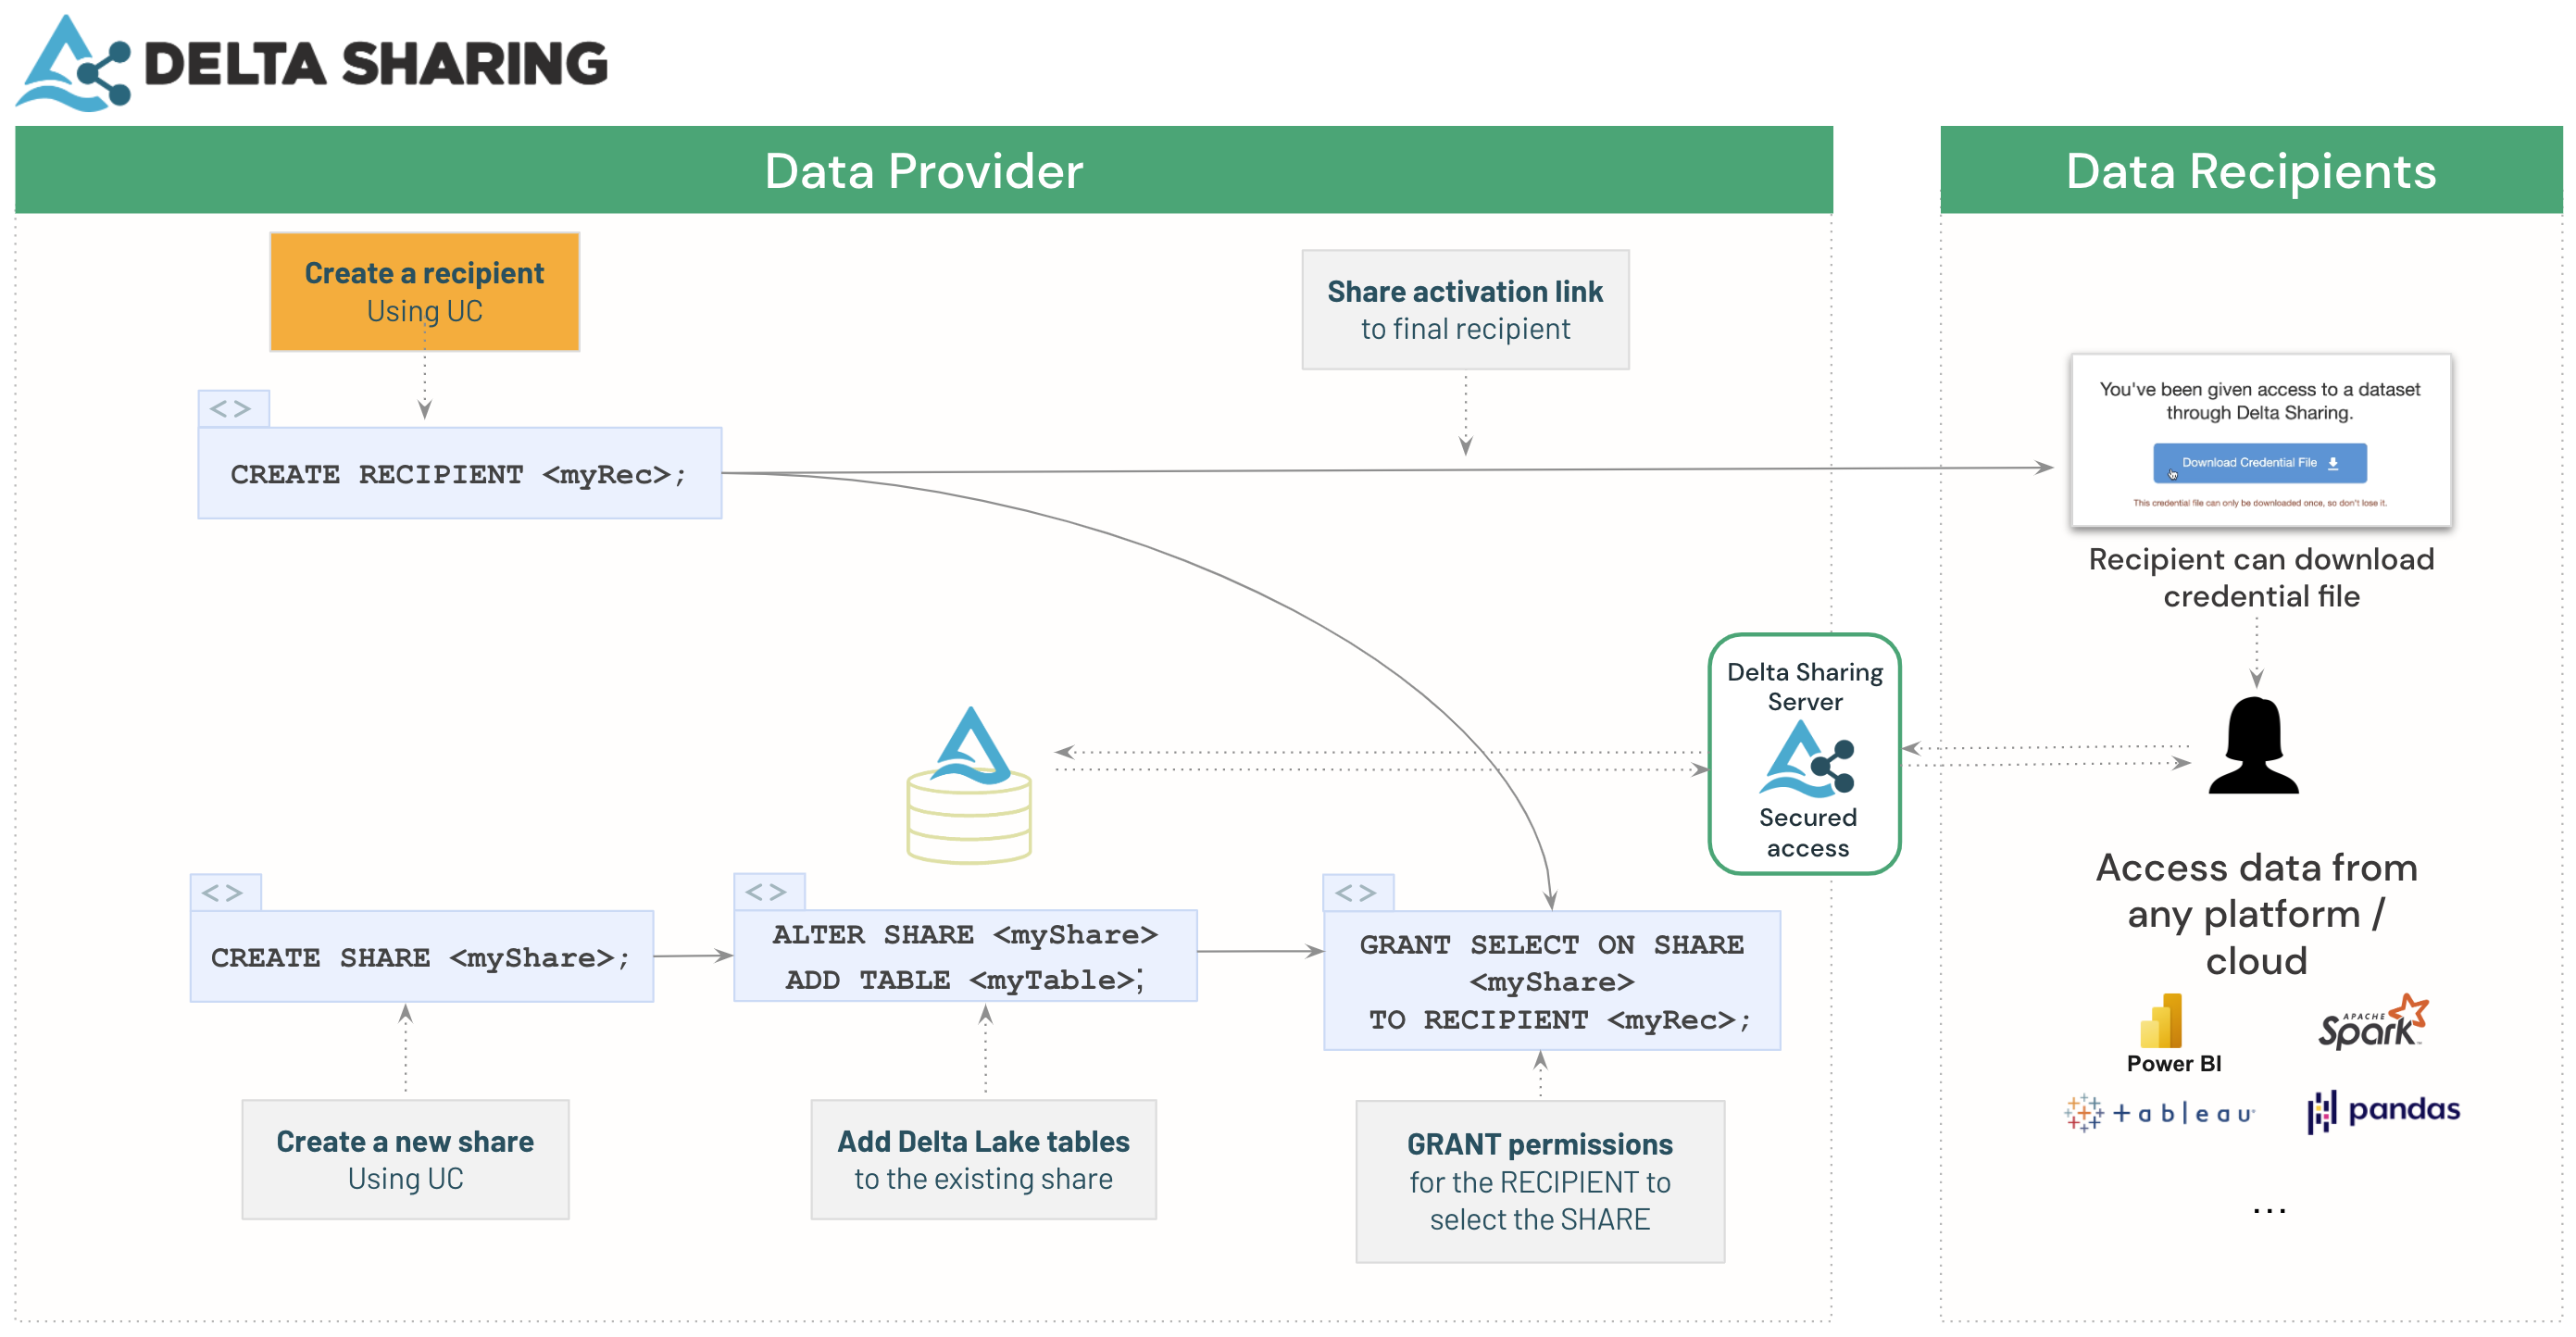 DELTA SHARING
Data Provider
Data Recipients
Create a recipient
Using UC
Share activation link
to final recipient
<>
CREATE RECIPIENT <myRec>;
You've been given access to a dataset
through Delta Sharing.
Download Credential File
This credential file can only be downloaded once, so don't lose it.
Recipient can download
credential file
Delta Sharing
Server
Secured
access
Access data from
any platform /
cloud
<>
CREATE SHARE <myShare>;
<>
ALTER SHARE <myShare>
ADD TABLE <myTable>;
<>
GRANT SELECT ON SHARE
<myShare>
TO RECIPIENT <myRec>;
Power BI
APACHE
Spark™
+ableau
pandas
...
Create a new share
Using UC
Add Delta Lake tables
to the existing share
GRANT permissions
for the RECIPIENT to
select the SHARE